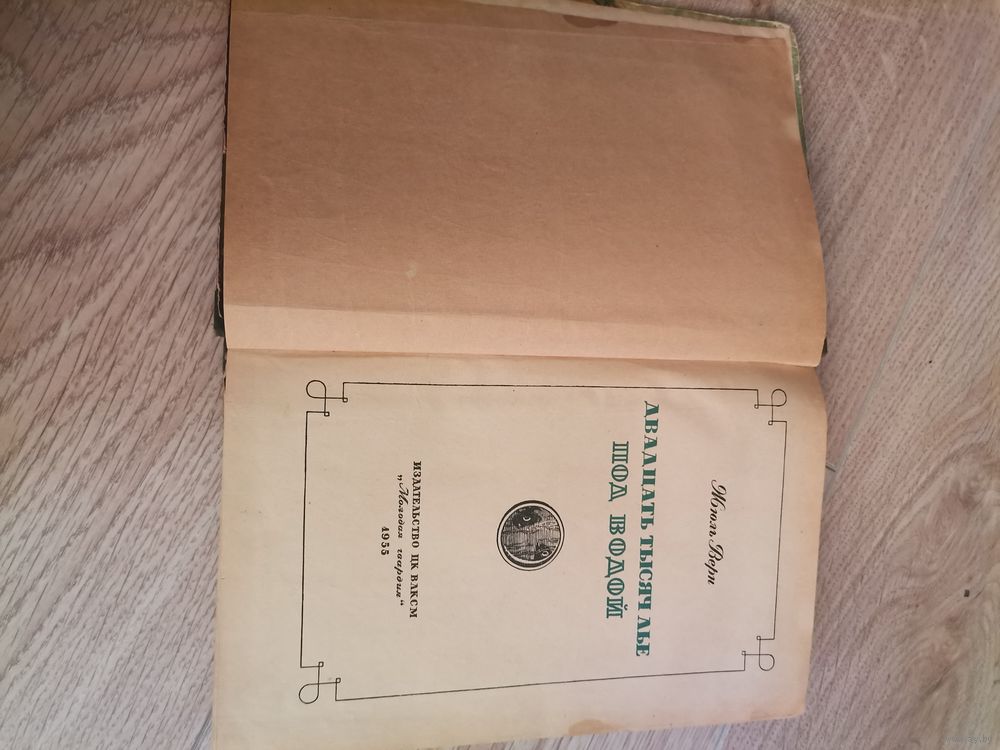 Жюль Верн
ДВАДЦАТЬ ТЫСЯЧ ЛЬЕ
ПОД ВОДОЙ
ИЗДАТЕЛЬСТВО ЦК ВЛКСМ
„Молодая гвардия“
1955